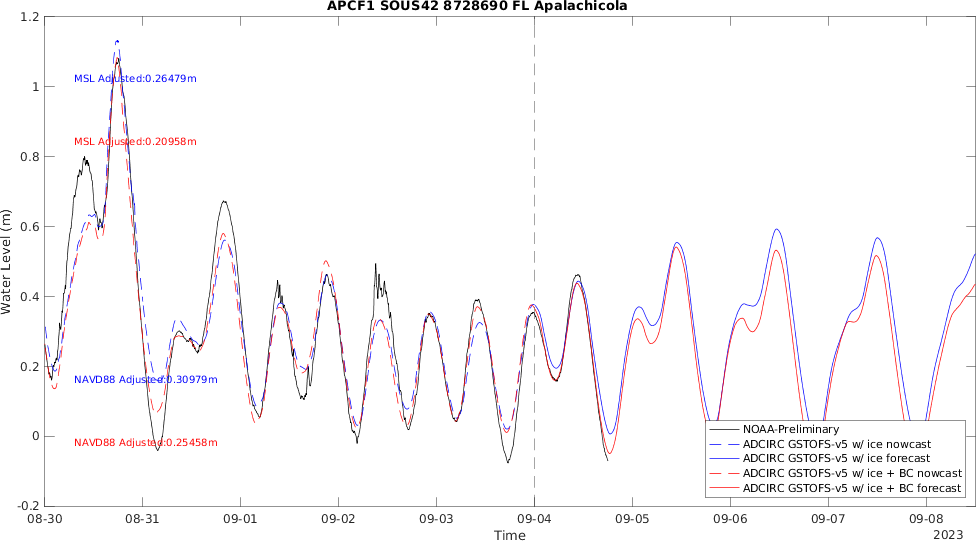 APCF1 SOUS42 8728690 FL Apalachicola
1.2
1
0.8
0.6
0.4
0.2
0
-0.2
Water Level (m)
MSL Adjusted:0.26479m
MSL Adjusted:0.20958m
NAVD88 Adjusted:0.30979m
NAVD88 Adjusted:0.25458m
NOAA-Preliminary
ADCIRC GSTOFS-v5 w/ ice nowcast
ADCIRC GSTOFS-v5 w/ ice forecast
ADCIRC GSTOFS-v5 w/ ice + BC nowcast
ADCIRC GSTOFS-v5 w/ ice + BC forecast
08-30 08-31 09-01 09-02 09-03 09-04 09-05 09-06 09-07 09-08
Time
2023